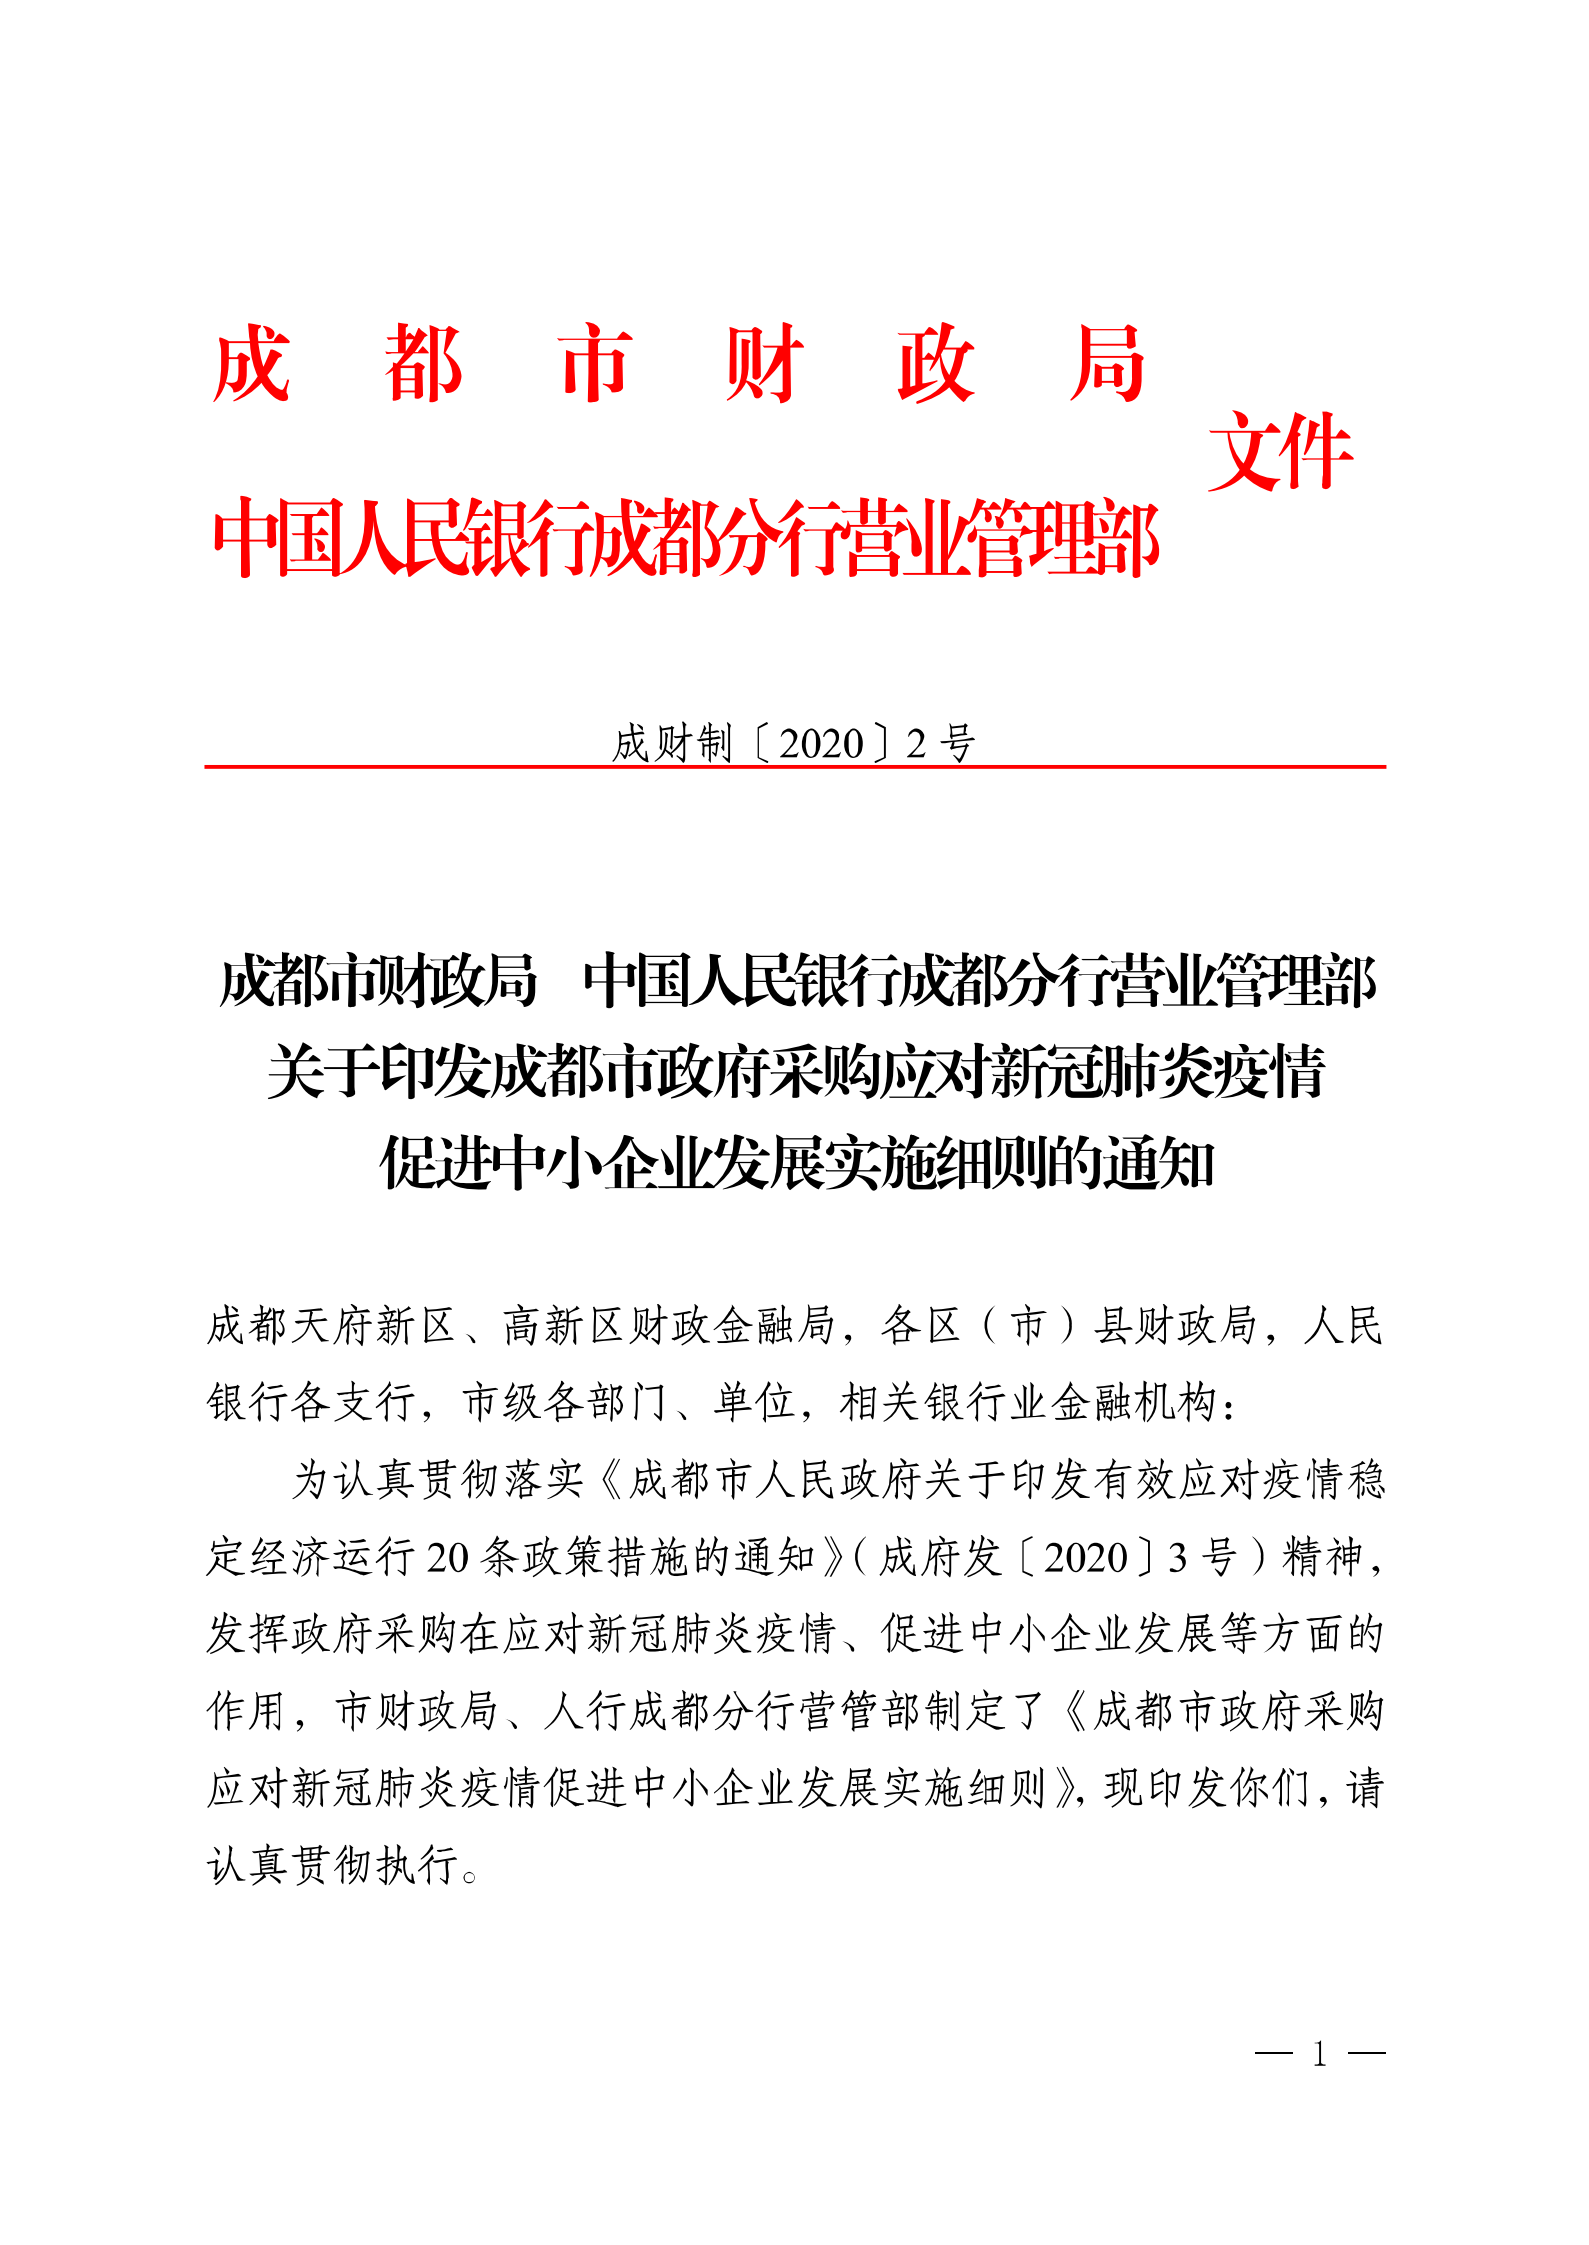 成都市财政局
文件
中国人民银行成都分行营业管理部
成财制〔2020〕2号
成都市财政局 中国人民银行成都分行营业管理部
关于印发成都市政府采购应对新冠肺炎疫情
促进中小企业发展实施细则的通知
成都天府新区、高新区财政金融局，各区（市）县财政局，人民
银行各支行，市级各部门、单位，相关银行业金融机构：
为认真贯彻落实《成都市人民政府关于印发有效应对疫情稳
定经济运行20条政策措施的通知》（成府发〔2020〕3号）精神，
发挥政府采购在应对新冠肺炎疫情、促进中小企业发展等方面的
作用，市财政局、人行成都分行营管部制定了《成都市政府采购
应对新冠肺炎疫情促进中小企业发展实施细则》，现印发你们，请
认真贯彻执行。
— 1 —